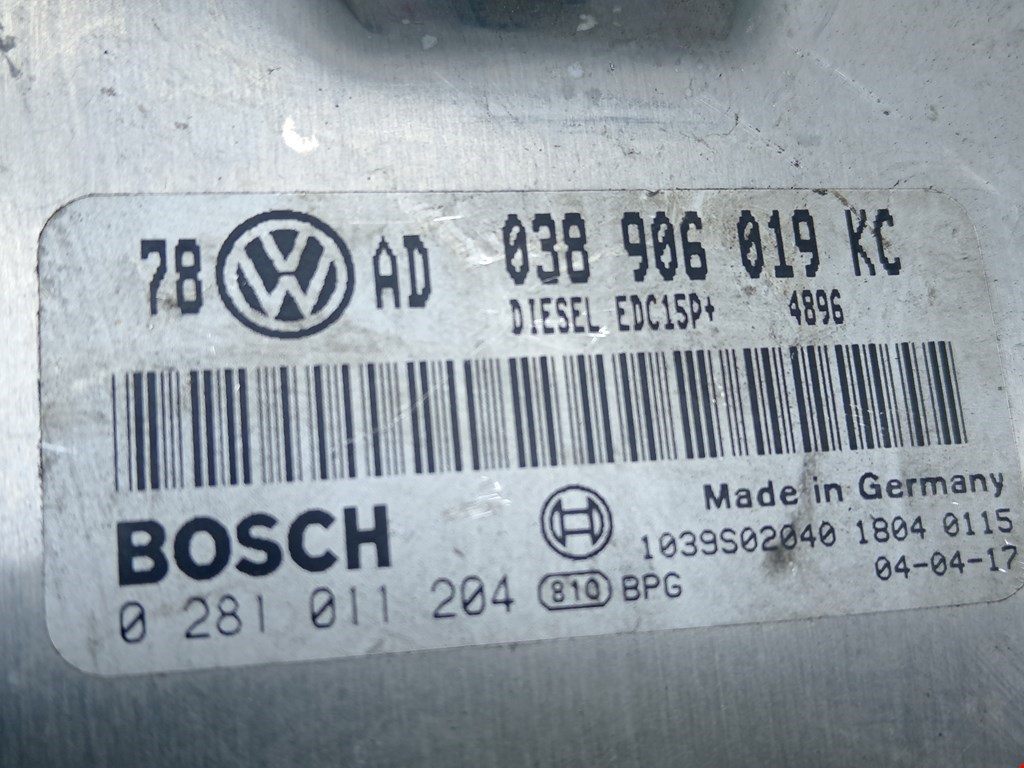 78 VW AD 038 906 019 KC
DIESEL EDC15P+ 4896
Made in Germany
BOSCH
1039S02040 1804 0115
0 281 011 204 810 BPG 04-04-17